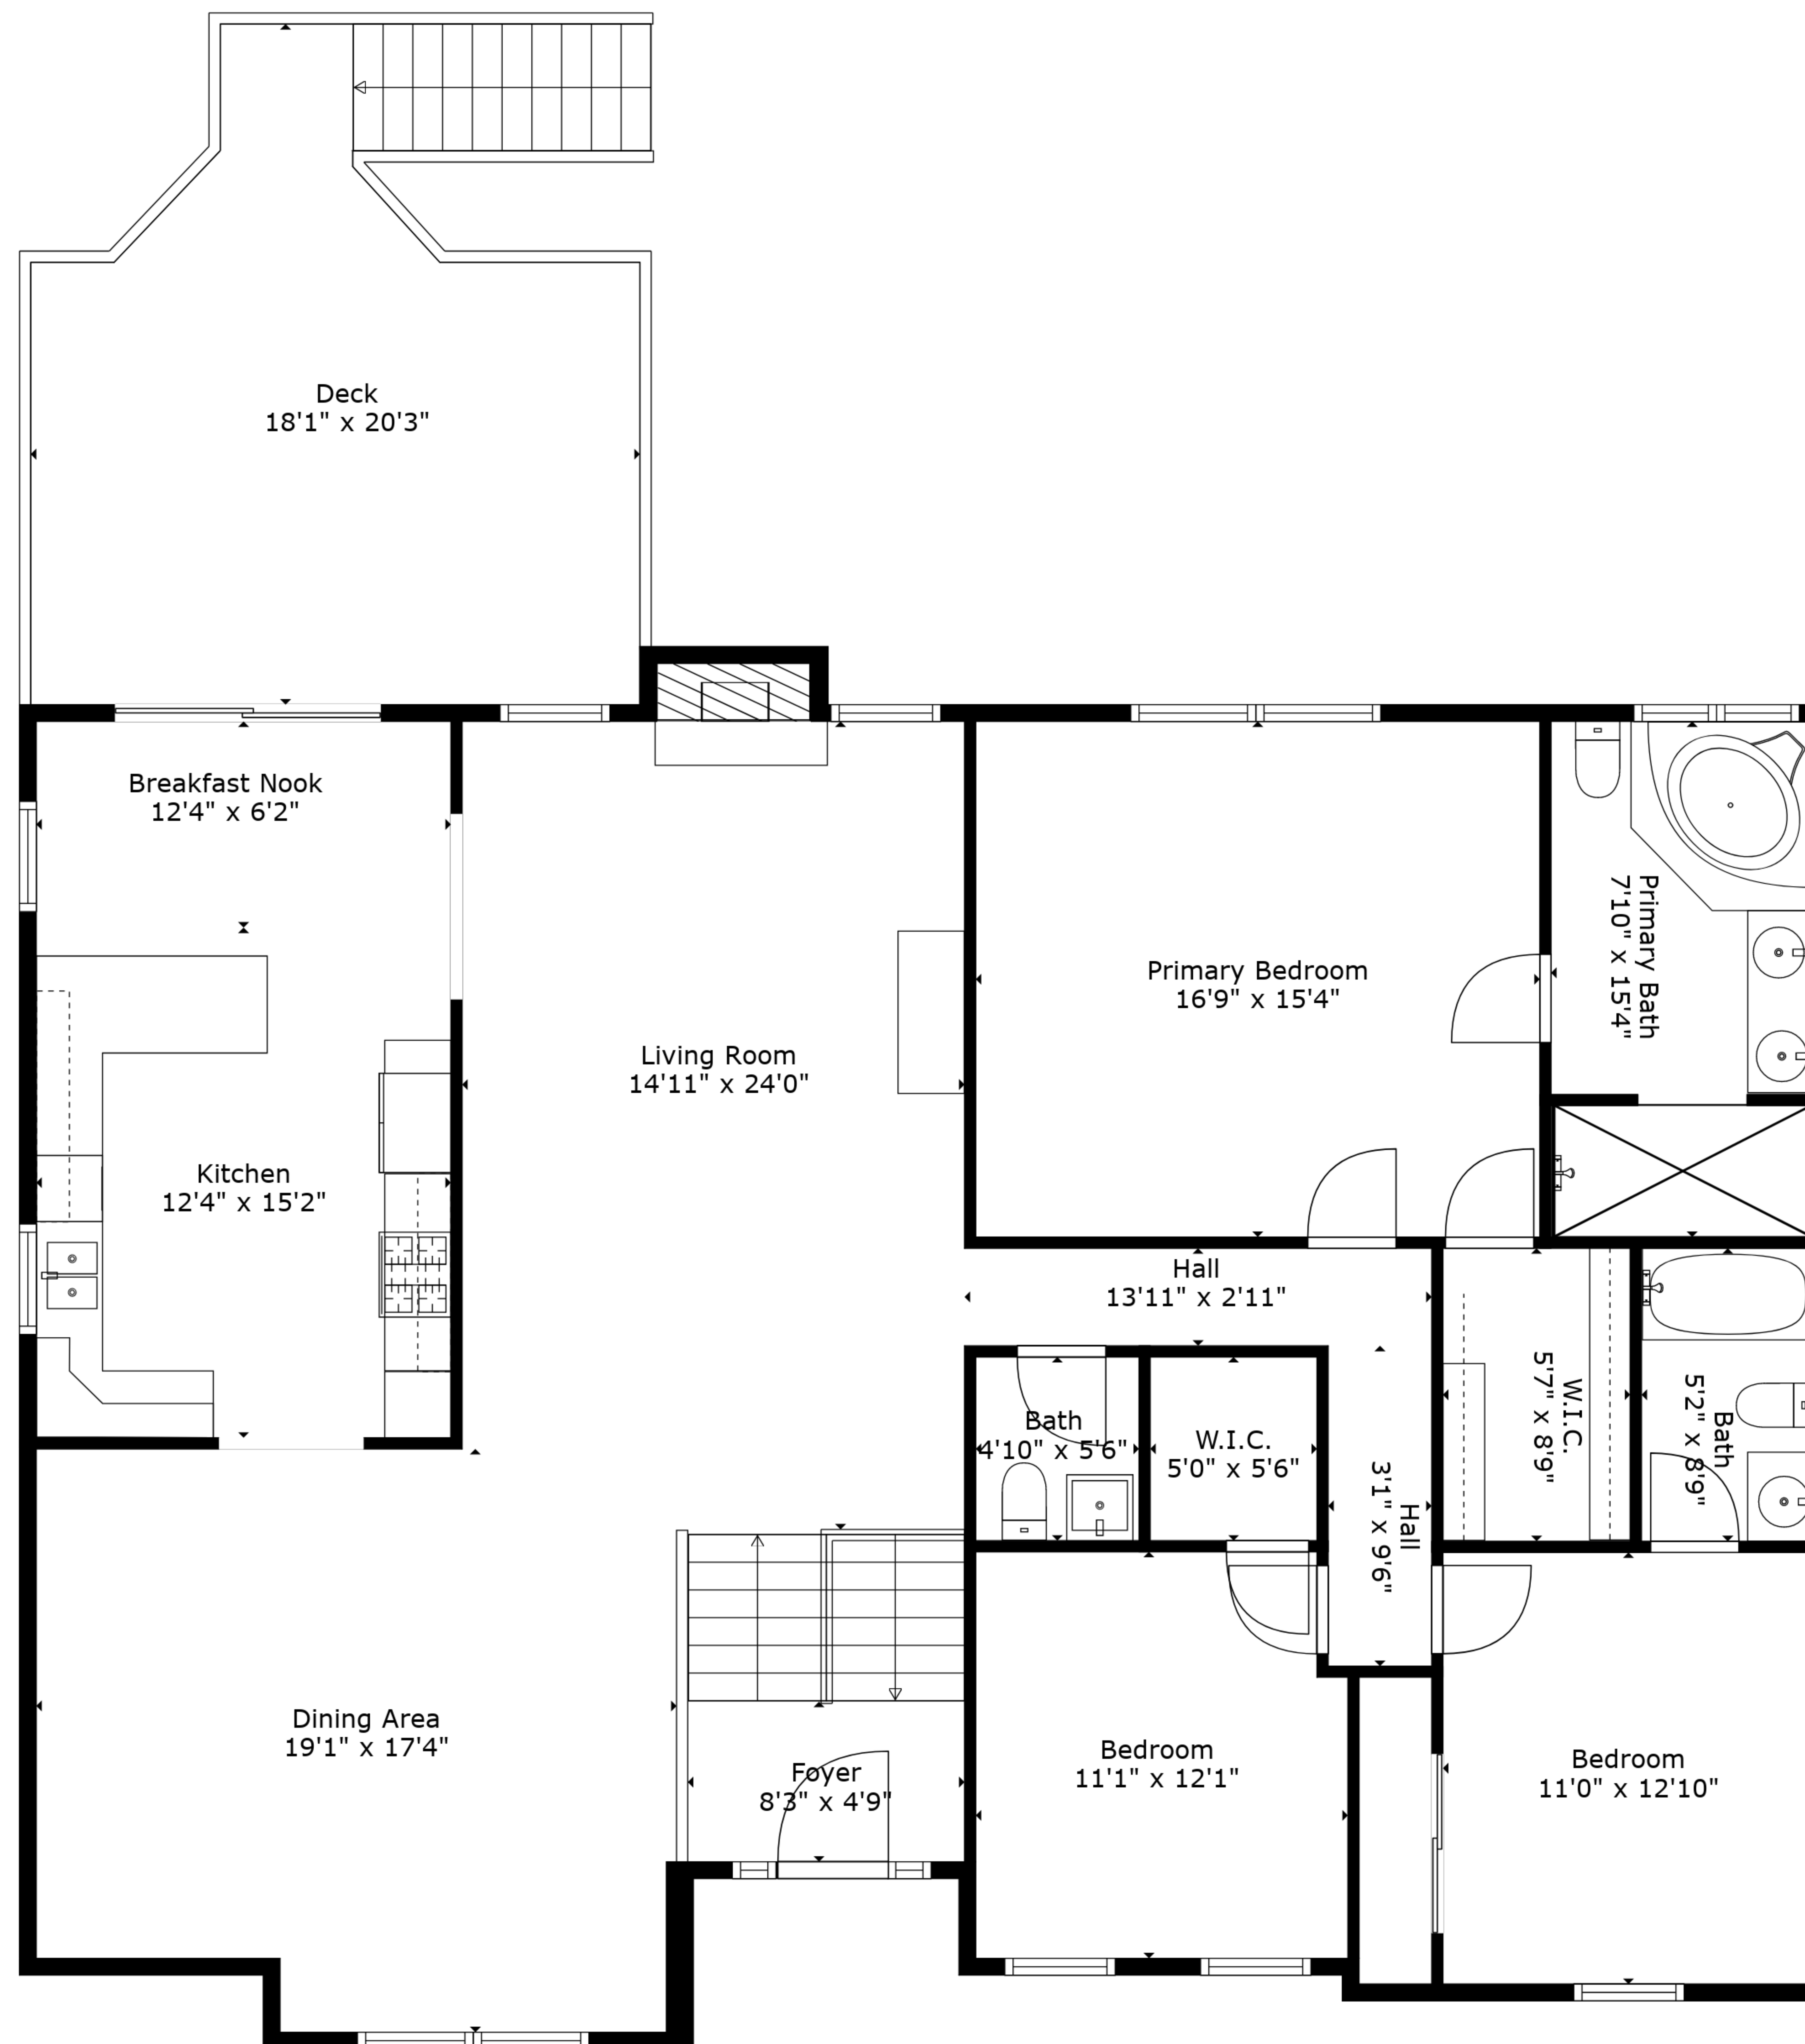 Deck
18'1" x 20'3"
Breakfast Nook
12'4" x 6'2"
Primary Bath
7'10" x 15'4"
Primary Bedroom
16'9" x 15'4"
Living Room
14'11" x 24'0"
Kitchen
12'4" x 15'2"
Hall
13'11" x 2'11"
W.I.C.
5'7" x 8'9"
Bath
5'2" x 8'9"
Bath
4'10" x 5'6"
W.I.C.
5'0" x 5'6"
Hall
3'1" x 9'6"
Dining Area
19'1" x 17'4"
Foyer
8'3" x 4'9"
Bedroom
11'1" x 12'1"
Bedroom
11'0" x 12'10"